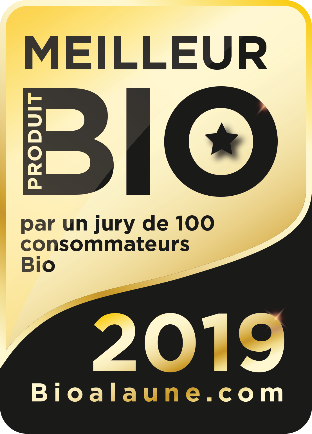 MEILLEUR
PRODUIT
BIO
par un jury de 100
consommateurs
Bio
2019
Bioalaune.com